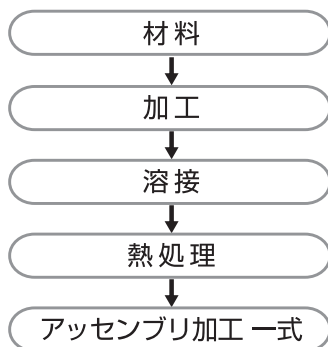 材料
加工
溶接
熱処理
アッセンブリ加工 一式